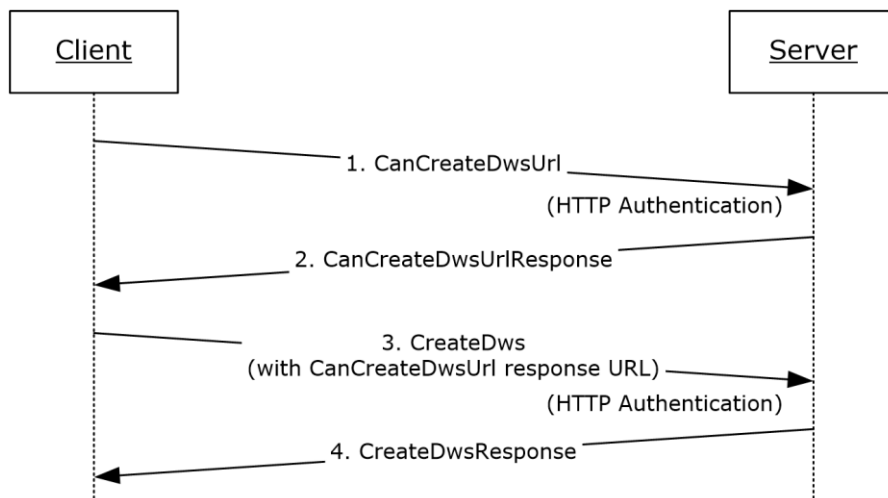 Client
Server
1. CanCreateDwsUrl
(HTTP Authentication)
2. CanCreateDwsUrlResponse
3. CreateDws
(with CanCreateDwsUrl response URL)
(HTTP Authentication)
4. CreateDwsResponse